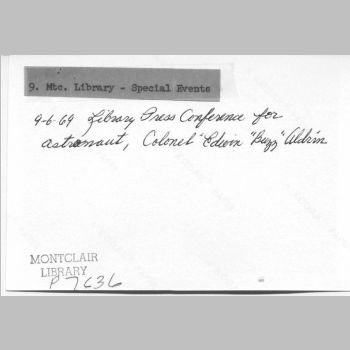 9. Mtc. Library - Special Events
9-6-69 Library Press Conference for
astronaut, Colonel "Edwin "Buzz" Aldrin
MONTCLAIR
LIBRARY
P 7636